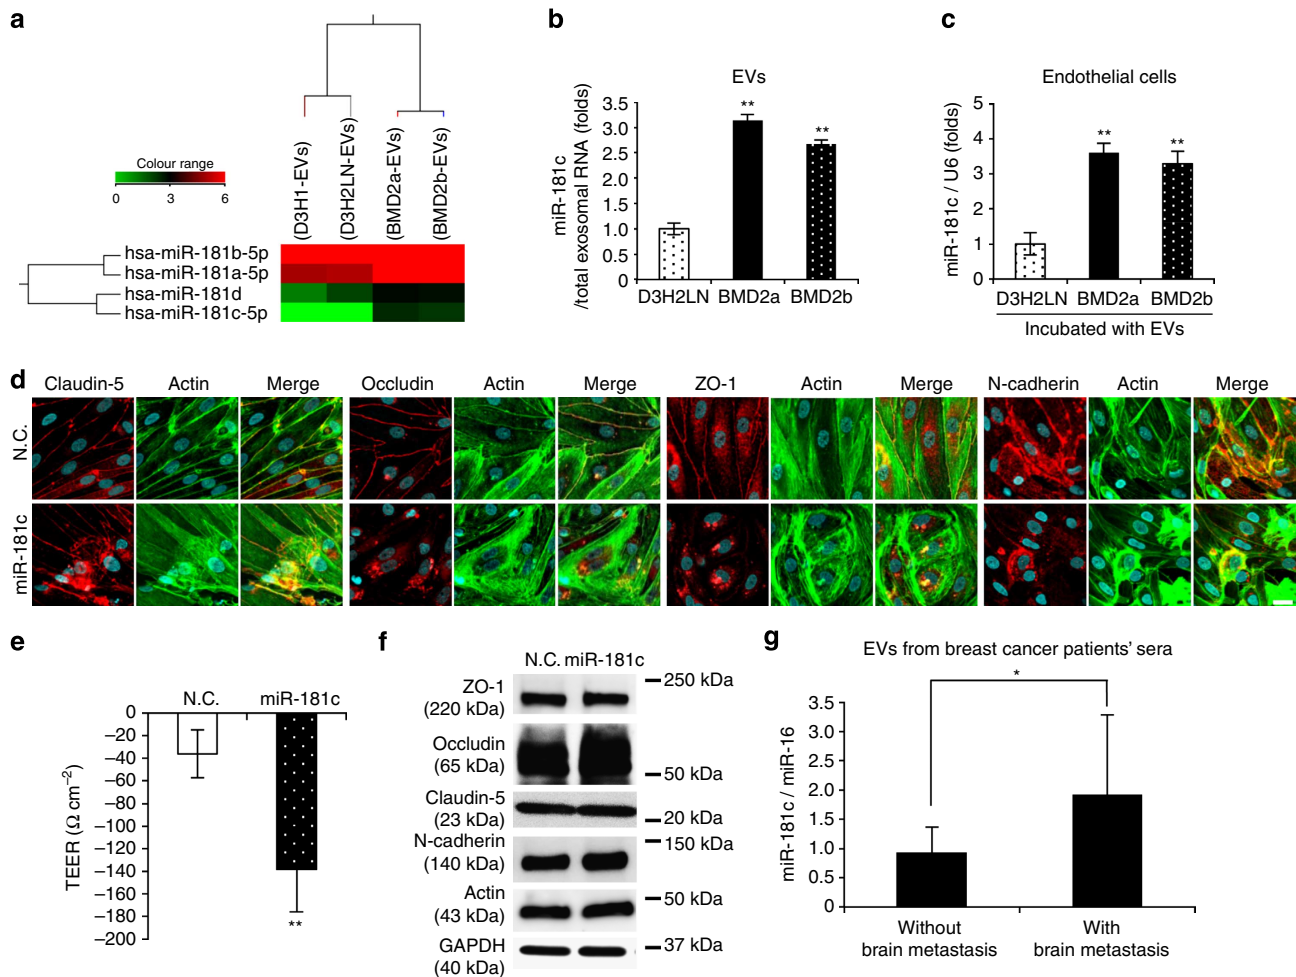 a
Colour range
0 3 6
(D3H1-EVs)
(D3H2LN-EVs)
(BMD2a-EVs)
(BMD2b-EVs)
hsa-miR-181b-5p
hsa-miR-181a-5p
hsa-miR-181d
hsa-miR-181c-5p
b
EVs
miR-181c
/total exosomal RNA (folds)
3.5
3.0
2.5
2.0
1.5
1.0
0.5
0
**
**
D3H2LN BMD2a BMD2b
c
Endothelial cells
miR-181c / U6 (folds)
5
4
3
2
1
0
**
**
D3H2LN BMD2a BMD2b
Incubated with EVs
d
Claudin-5 Actin Merge Occludin Actin Merge ZO-1 Actin Merge N-cadherin Actin Merge
N.C.
miR-181c
e
N.C. miR-181c
TEER (Ω cm−2)
0
−20
−40
−60
−80
−100
−120
−140
−160
−180
−200
**
f
N.C. miR-181c
ZO-1
(220 kDa)
250 kDa
Occludin
(65 kDa)
50 kDa
Claudin-5
(23 kDa)
20 kDa
N-cadherin
(140 kDa)
150 kDa
Actin
(43 kDa)
50 kDa
GAPDH
(40 kDa)
37 kDa
g
EVs from breast cancer patients' sera
*
miR-181c / miR-16
3.5
3.0
2.5
2.0
1.5
1.0
0.5
0
Without
brain metastasis
With
brain metastasis